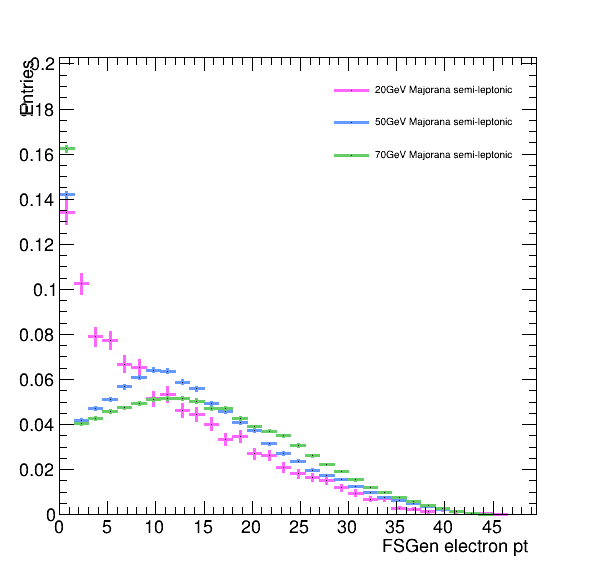 Entries
0.2
0.18
0.16
0.14
0.12
0.1
0.08
0.06
0.04
0.02
0
20GeV Majorana semi-leptonic
50GeV Majorana semi-leptonic
70GeV Majorana semi-leptonic
0 5 10 15 20 25 30 35 40 45
FSGen electron pt